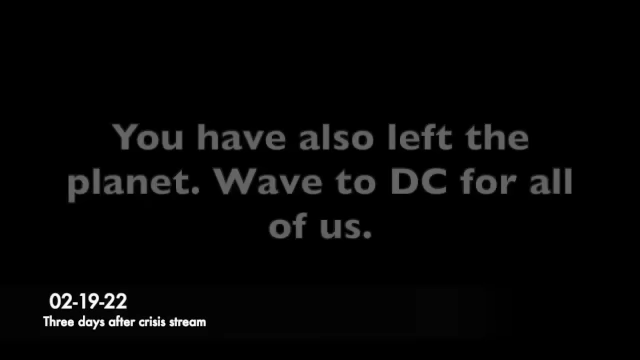 You have also left the
planet. Wave to DC for all
of us.
02-19-22
Three days after crisis stream